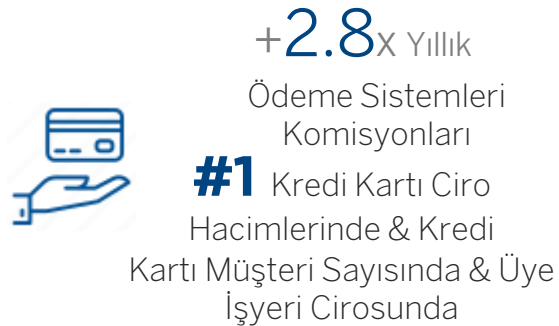 +2.8x Yıllık
Ödeme Sistemleri
Komisyonları
#1 Kredi Kartı Ciro
Hacimlerinde & Kredi
Kartı Müşteri Sayısında & Üye
İşyeri Cirosunda